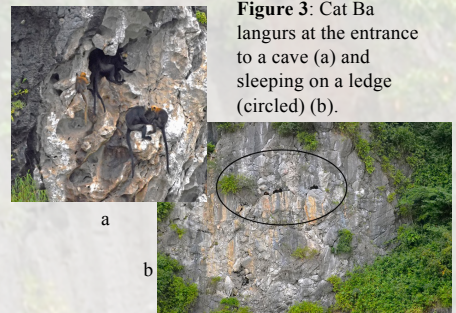 Figure 3: Cat Ba
langurs at the entrance
to a cave (a) and
sleeping on a ledge
(circled) (b).
a
b